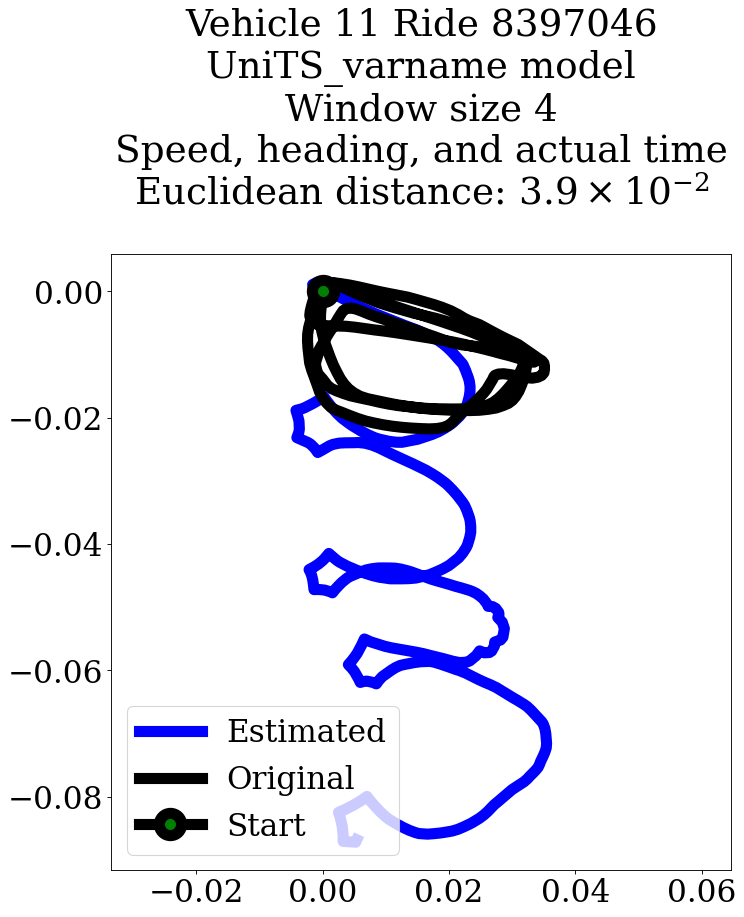 Vehicle 11 Ride 8397046
UniTS_varname model
Window size 4
Speed, heading, and actual time
Euclidean distance: 3.9 × 10⁻²
0.00
−0.02
−0.04
−0.06
−0.08
Estimated
Original
Start
−0.02 0.00 0.02 0.04 0.06